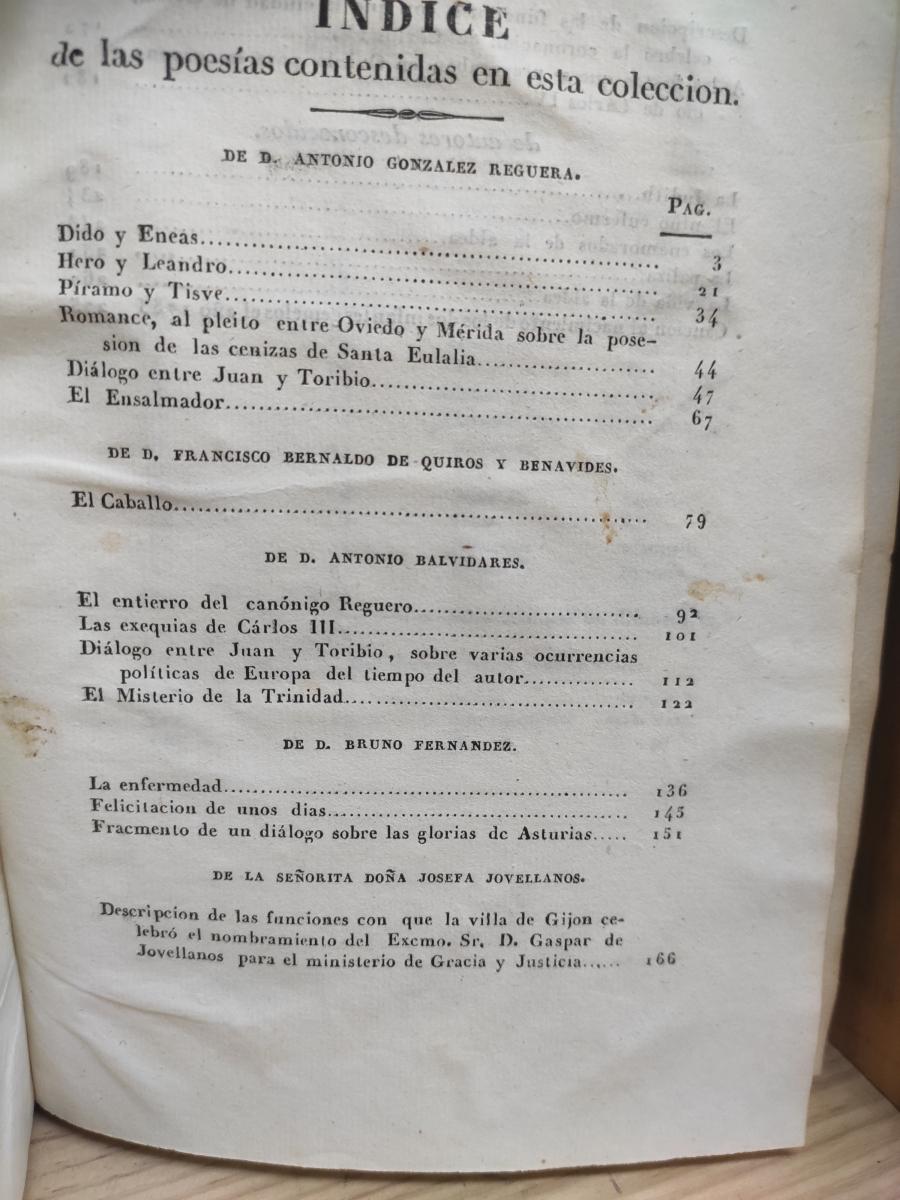 ÍNDICE
de las poesías contenidas en esta coleccion.
DE D. ANTONIO GONZALEZ REGUERA.
PAG.
Dido y Eneas........................................ 3
Hero y Leandro........................................ 21
Píramo y Tisve........................................ 34
Romance, al pleito entre Oviedo y Mérida sobre la pose-
sion de las cenizas de Santa Eulalia.................... 44
Diálogo entre Juan y Toribio.............................. 47
El Ensalmador........................................ 67
DE D. FRANCISCO BERNALDO DE QUIROS Y BENAVIDES.
El Caballo........................................ 79
DE D. ANTONIO BALVIDARES.
El entierro del canónigo Reguero......................... 92
Las exequias de Cárlos III.............................. 101
Diálogo entre Juan y Toribio, sobre varias ocurrencias
políticas de Europa del tiempo del autor.............. 112
El Misterio de la Trinidad.............................. 122
DE D. BRUNO FERNANDEZ.
La enfermedad........................................ 136
Felicitacion de unos dias.............................. 145
Fracmento de un diálogo sobre las glorias de Asturias..... 151
DE LA SEÑORITA DOÑA JOSEFA JOVELLANOS.
Descripcion de las funciones con que la villa de Gijon ce-
lebró el nombramiento del Excmo. Sr. D. Gaspar de
Jovellanos para el ministerio de Gracia y Justicia...... 166